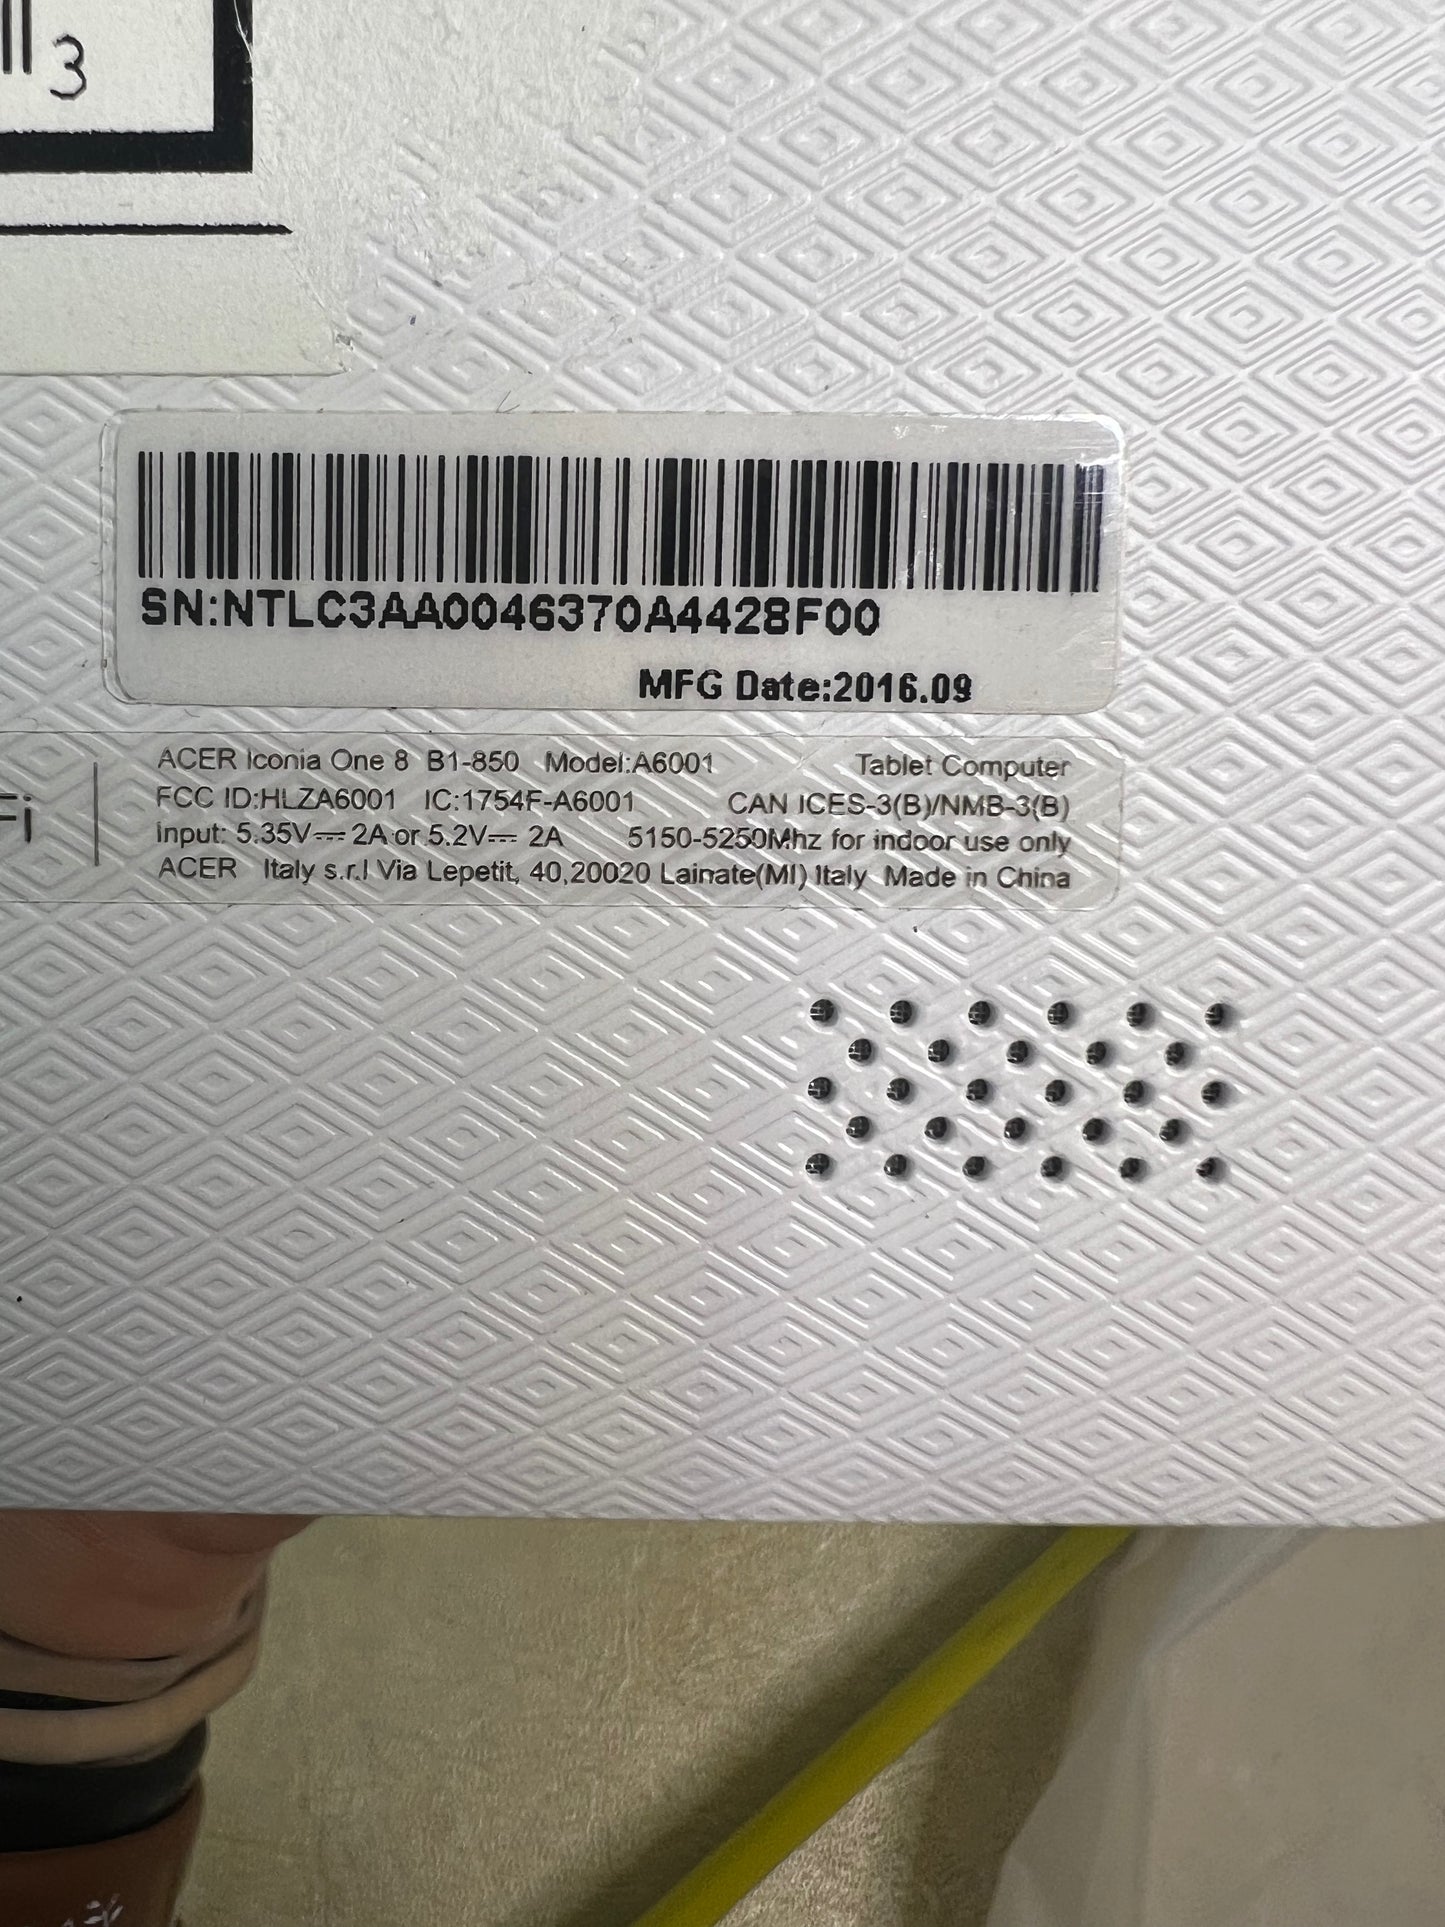 3
SN:NTLC3AA0046370A4428F00
MFG Date:2016.09
ACER Iconia One 8 B1-850 Model:A6001 Tablet Computer
FCC ID:HLZA6001 IC:1754F-A6001 CAN ICES-3(B)/NMB-3(B)
Fi
Input: 5.35V⎓ 2A or 5.2V⎓ 2A 5150-5250Mhz for indoor use only
ACER Italy s.r.l Via Lepetit, 40,20020 Lainate(MI) Italy Made in China